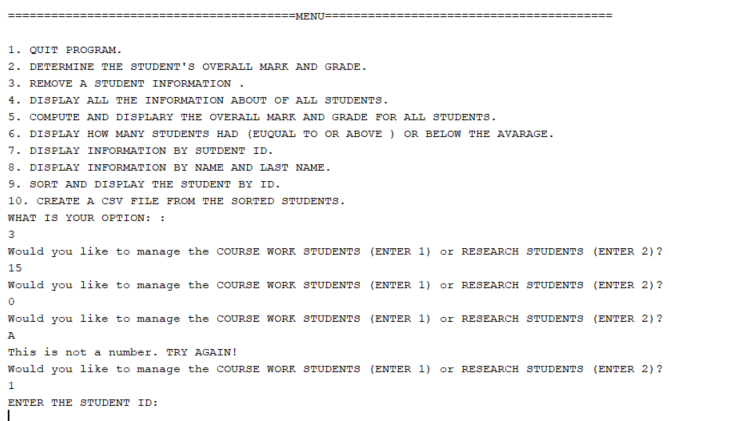 ========================================MENU========================================
1. QUIT PROGRAM.
2. DETERMINE THE STUDENT'S OVERALL MARK AND GRADE.
3. REMOVE A STUDENT INFORMATION .
4. DISPLAY ALL THE INFORMATION ABOUT OF ALL STUDENTS.
5. COMPUTE AND DISPLARY THE OVERALL MARK AND GRADE FOR ALL STUDENTS.
6. DISPLAY HOW MANY STUDENTS HAD (EUQUAL TO OR ABOVE ) OR BELOW THE AVARAGE.
7. DISPLAY INFORMATION BY SUTDENT ID.
8. DISPLAY INFORMATION BY NAME AND LAST NAME.
9. SORT AND DISPLAY THE STUDENT BY ID.
10. CREATE A CSV FILE FROM THE SORTED STUDENTS.
WHAT IS YOUR OPTION: :
3
Would you like to manage the COURSE WORK STUDENTS (ENTER 1) or RESEARCH STUDENTS (ENTER 2)?
15
Would you like to manage the COURSE WORK STUDENTS (ENTER 1) or RESEARCH STUDENTS (ENTER 2)?
0
Would you like to manage the COURSE WORK STUDENTS (ENTER 1) or RESEARCH STUDENTS (ENTER 2)?
A
This is not a number. TRY AGAIN!
Would you like to manage the COURSE WORK STUDENTS (ENTER 1) or RESEARCH STUDENTS (ENTER 2)?
1
ENTER THE STUDENT ID: